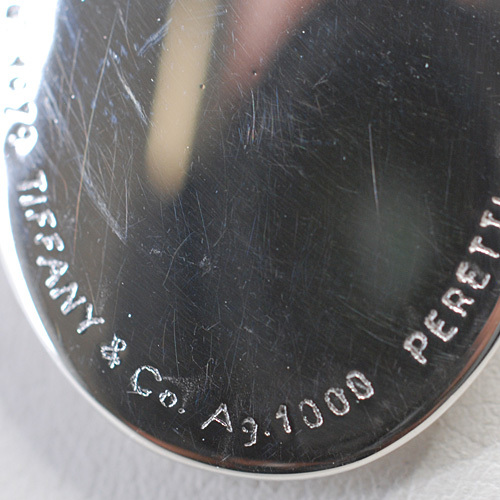 TIFFANY & Co. Ag.1000 PERETTI